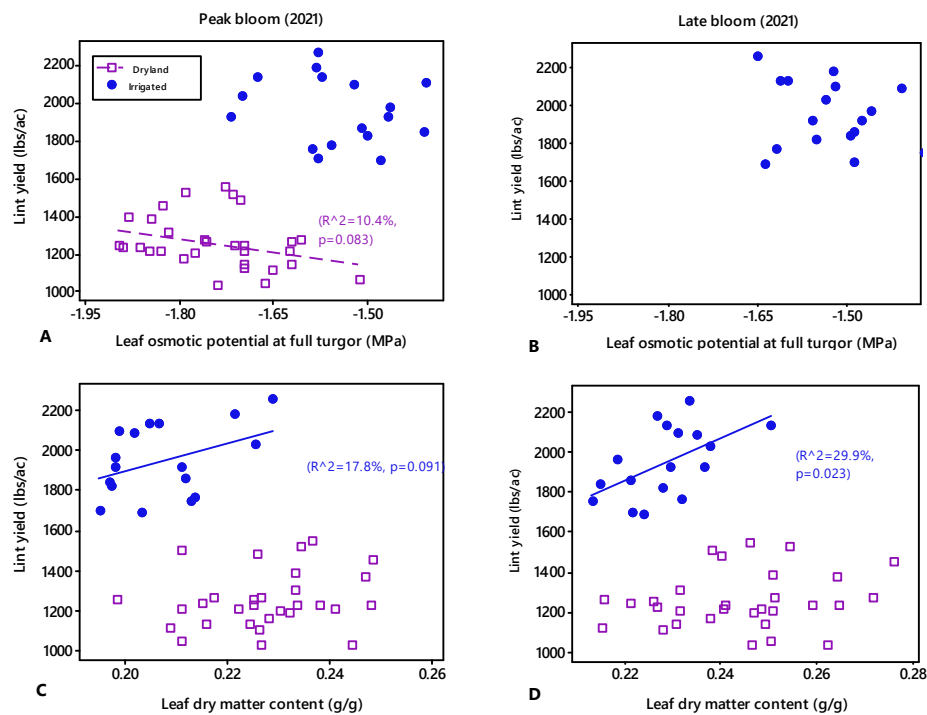 Peak bloom (2021)
Late bloom (2021)
Lint yield (lbs/ac)
2200
2000
1800
1600
1400
1200
1000
Dryland
Irrigated
(R^2=10.4%,
p=0.083)
-1.95
-1.80
-1.65
-1.50
A
Leaf osmotic potential at full turgor (MPa)
Lint yield (lbs/ac)
2200
2000
1800
1600
1400
1200
1000
-1.95
-1.80
-1.65
-1.50
B
Leaf osmotic potential at full turgor (MPa)
Lint yield (lbs/ac)
2200
2000
1800
1600
1400
1200
1000
(R^2=17.8%, p=0.091)
0.20
0.22
0.24
0.26
C
Leaf dry matter content (g/g)
Lint yield (lbs/ac)
2200
2000
1800
1600
1400
1200
1000
(R^2=29.9%,
p=0.023)
0.22
0.24
0.26
0.28
D
Leaf dry matter content (g/g)